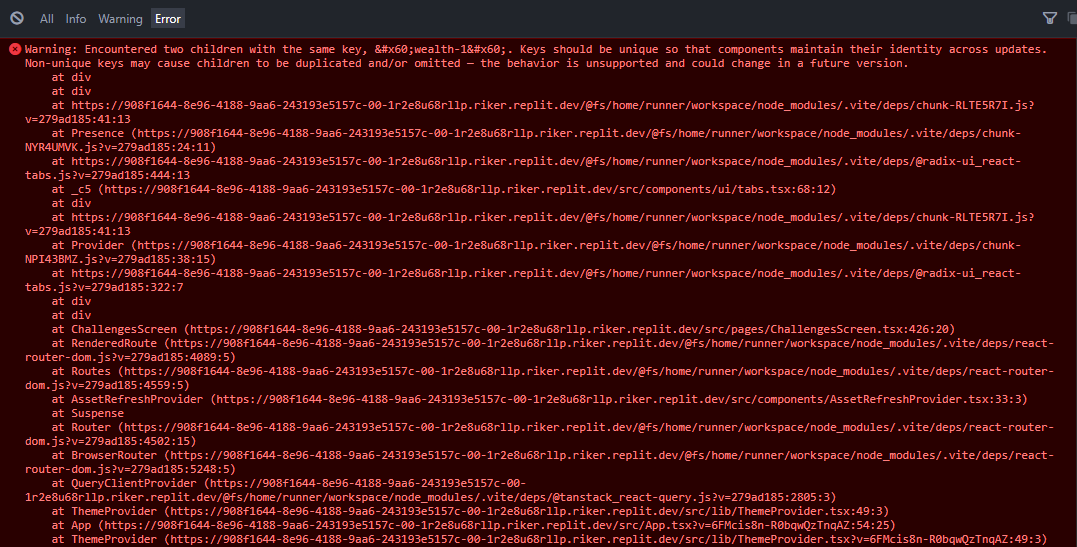 All Info Warning Error
Warning: Encountered two children with the same key, &#x60;wealth-1&#x60;. Keys should be unique so that components maintain their identity across updates.
Non-unique keys may cause children to be duplicated and/or omitted — the behavior is unsupported and could change in a future version.
at div
at div
at https://908f1644-8e96-4188-9aa6-243193e5157c-00-1r2e8u68rllp.riker.replit.dev/@fs/home/runner/workspace/node_modules/.vite/deps/chunk-RLTE5R7I.js?
v=279ad185:41:13
at Presence (https://908f1644-8e96-4188-9aa6-243193e5157c-00-1r2e8u68rllp.riker.replit.dev/@fs/home/runner/workspace/node_modules/.vite/deps/chunk-
NYR4UMVK.js?v=279ad185:24:11)
at https://908f1644-8e96-4188-9aa6-243193e5157c-00-1r2e8u68rllp.riker.replit.dev/@fs/home/runner/workspace/node_modules/.vite/deps/@radix-ui_react-
tabs.js?v=279ad185:444:13
at _c5 (https://908f1644-8e96-4188-9aa6-243193e5157c-00-1r2e8u68rllp.riker.replit.dev/src/components/ui/tabs.tsx:68:12)
at div
at https://908f1644-8e96-4188-9aa6-243193e5157c-00-1r2e8u68rllp.riker.replit.dev/@fs/home/runner/workspace/node_modules/.vite/deps/chunk-RLTE5R7I.js?
v=279ad185:41:13
at Provider (https://908f1644-8e96-4188-9aa6-243193e5157c-00-1r2e8u68rllp.riker.replit.dev/@fs/home/runner/workspace/node_modules/.vite/deps/chunk-
NPI43BMZ.js?v=279ad185:38:15)
at https://908f1644-8e96-4188-9aa6-243193e5157c-00-1r2e8u68rllp.riker.replit.dev/@fs/home/runner/workspace/node_modules/.vite/deps/@radix-ui_react-
tabs.js?v=279ad185:322:7
at div
at div
at ChallengesScreen (https://908f1644-8e96-4188-9aa6-243193e5157c-00-1r2e8u68rllp.riker.replit.dev/src/pages/ChallengesScreen.tsx:426:20)
at RenderedRoute (https://908f1644-8e96-4188-9aa6-243193e5157c-00-1r2e8u68rllp.riker.replit.dev/@fs/home/runner/workspace/node_modules/.vite/deps/react-
router-dom.js?v=279ad185:4089:5)
at Routes (https://908f1644-8e96-4188-9aa6-243193e5157c-00-1r2e8u68rllp.riker.replit.dev/@fs/home/runner/workspace/node_modules/.vite/deps/react-router-
dom.js?v=279ad185:4559:5)
at AssetRefreshProvider (https://908f1644-8e96-4188-9aa6-243193e5157c-00-1r2e8u68rllp.riker.replit.dev/src/components/AssetRefreshProvider.tsx:33:3)
at Suspense
at Router (https://908f1644-8e96-4188-9aa6-243193e5157c-00-1r2e8u68rllp.riker.replit.dev/@fs/home/runner/workspace/node_modules/.vite/deps/react-router-
dom.js?v=279ad185:4502:15)
at BrowserRouter (https://908f1644-8e96-4188-9aa6-243193e5157c-00-1r2e8u68rllp.riker.replit.dev/@fs/home/runner/workspace/node_modules/.vite/deps/react-
router-dom.js?v=279ad185:5248:5)
at QueryClientProvider (https://908f1644-8e96-4188-9aa6-243193e5157c-00-
1r2e8u68rllp.riker.replit.dev/@fs/home/runner/workspace/node_modules/.vite/deps/@tanstack_react-query.js?v=279ad185:2805:3)
at ThemeProvider (https://908f1644-8e96-4188-9aa6-243193e5157c-00-1r2e8u68rllp.riker.replit.dev/src/lib/ThemeProvider.tsx:49:3)
at App (https://908f1644-8e96-4188-9aa6-243193e5157c-00-1r2e8u68rllp.riker.replit.dev/src/App.tsx?v=6FMcis8n-R0bqwQzTnqAZ:54:25)
at ThemeProvider (https://908f1644-8e96-4188-9aa6-243193e5157c-00-1r2e8u68rllp.riker.replit.dev/src/lib/ThemeProvider.tsx?v=6FMcis8n-R0bqwQzTnqAZ:49:3)